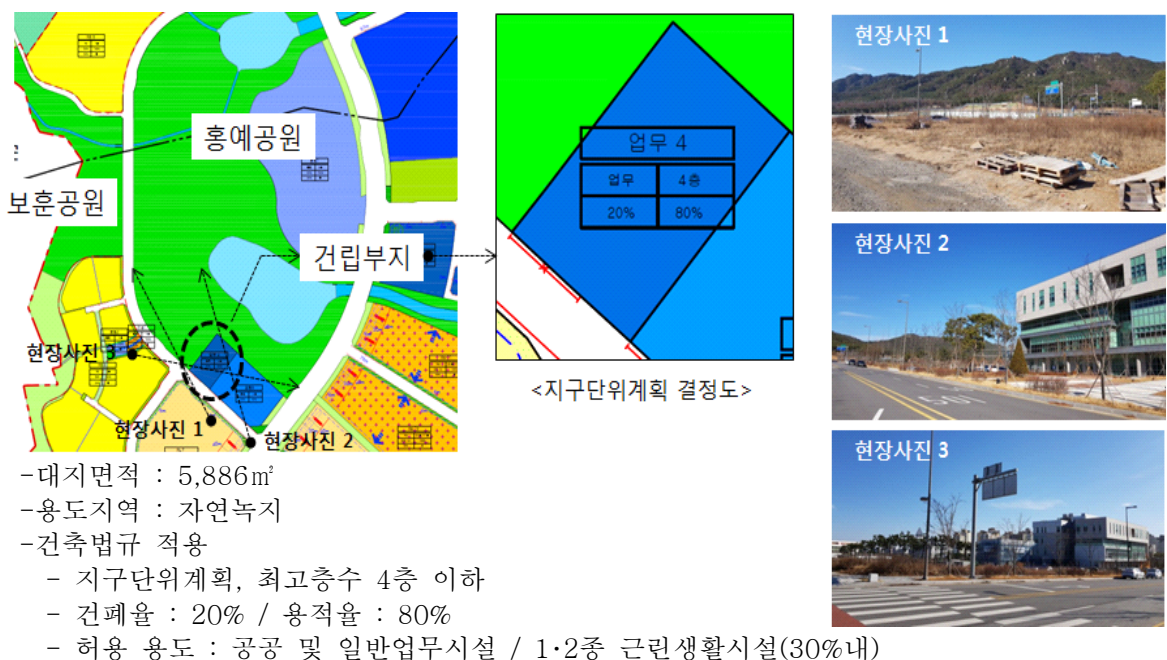 홍예공원
보훈공원
건립부지
현장사진 3
현장사진 1
현장사진 2
업무 4
업무 4층
20% 80%
<지구단위계획 결정도>
현장사진 1
현장사진 2
현장사진 3
-대지면적 : 5,886㎡
-용도지역 : 자연녹지
-건축법규 적용
- 지구단위계획, 최고층수 4층 이하
- 건폐율 : 20% / 용적율 : 80%
- 허용 용도 : 공공 및 일반업무시설 / 1·2종 근린생활시설(30%내)